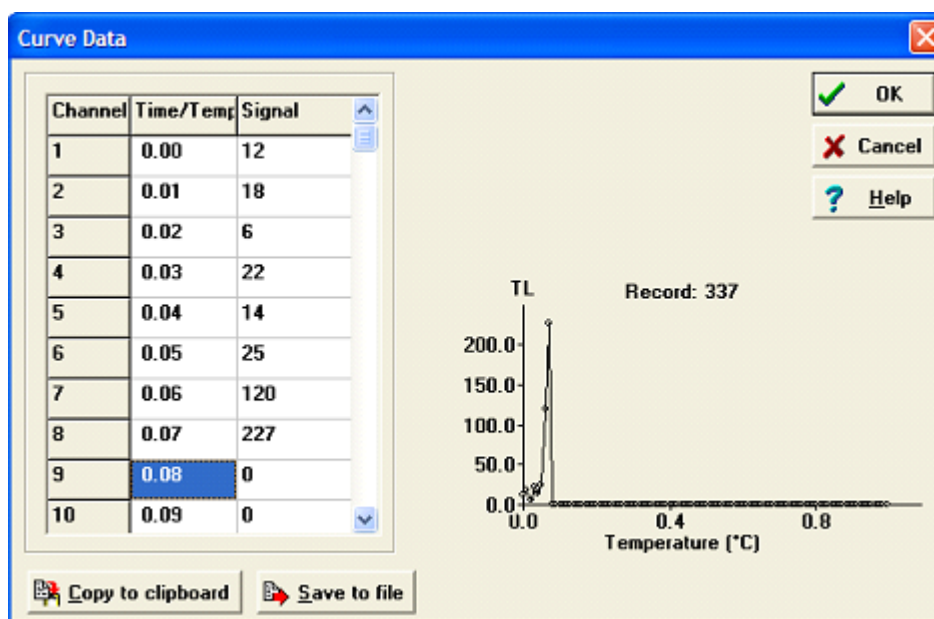 Curve Data
Channel Time/Temp Signal
1 0.00 12
2 0.01 18
3 0.02 6
4 0.03 22
5 0.04 14
6 0.05 25
7 0.06 120
8 0.07 227
9 0.08 0
10 0.09 0
Copy to clipboard Save to file
OK
Cancel
? Help
TL Record: 337
200.0
150.0
100.0
50.0
0.0
0.0 0.4 0.8
Temperature (°C)